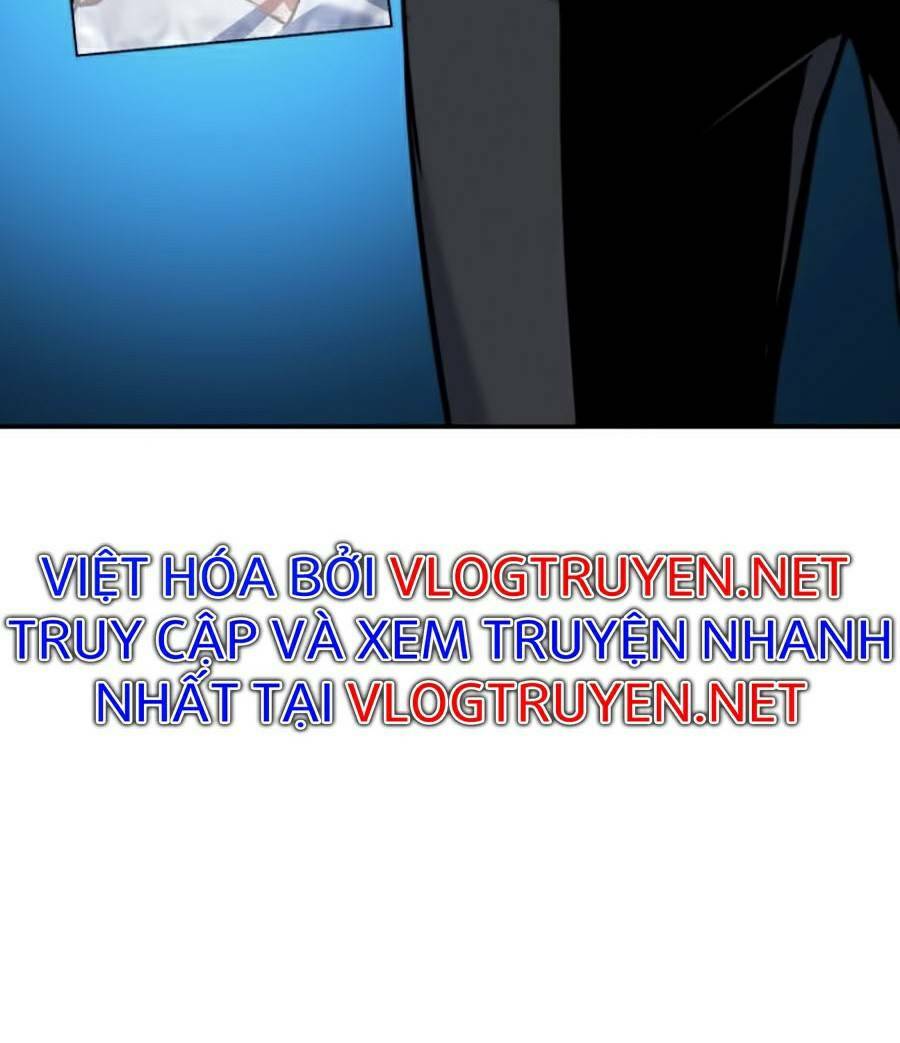 VIỆT HÓA BỞI VLOGTRUYEN.NET
TRUY CẬP VÀ XEM TRUYỆN NHANH
NHẤT TẠI VLOGTRUYEN.NET